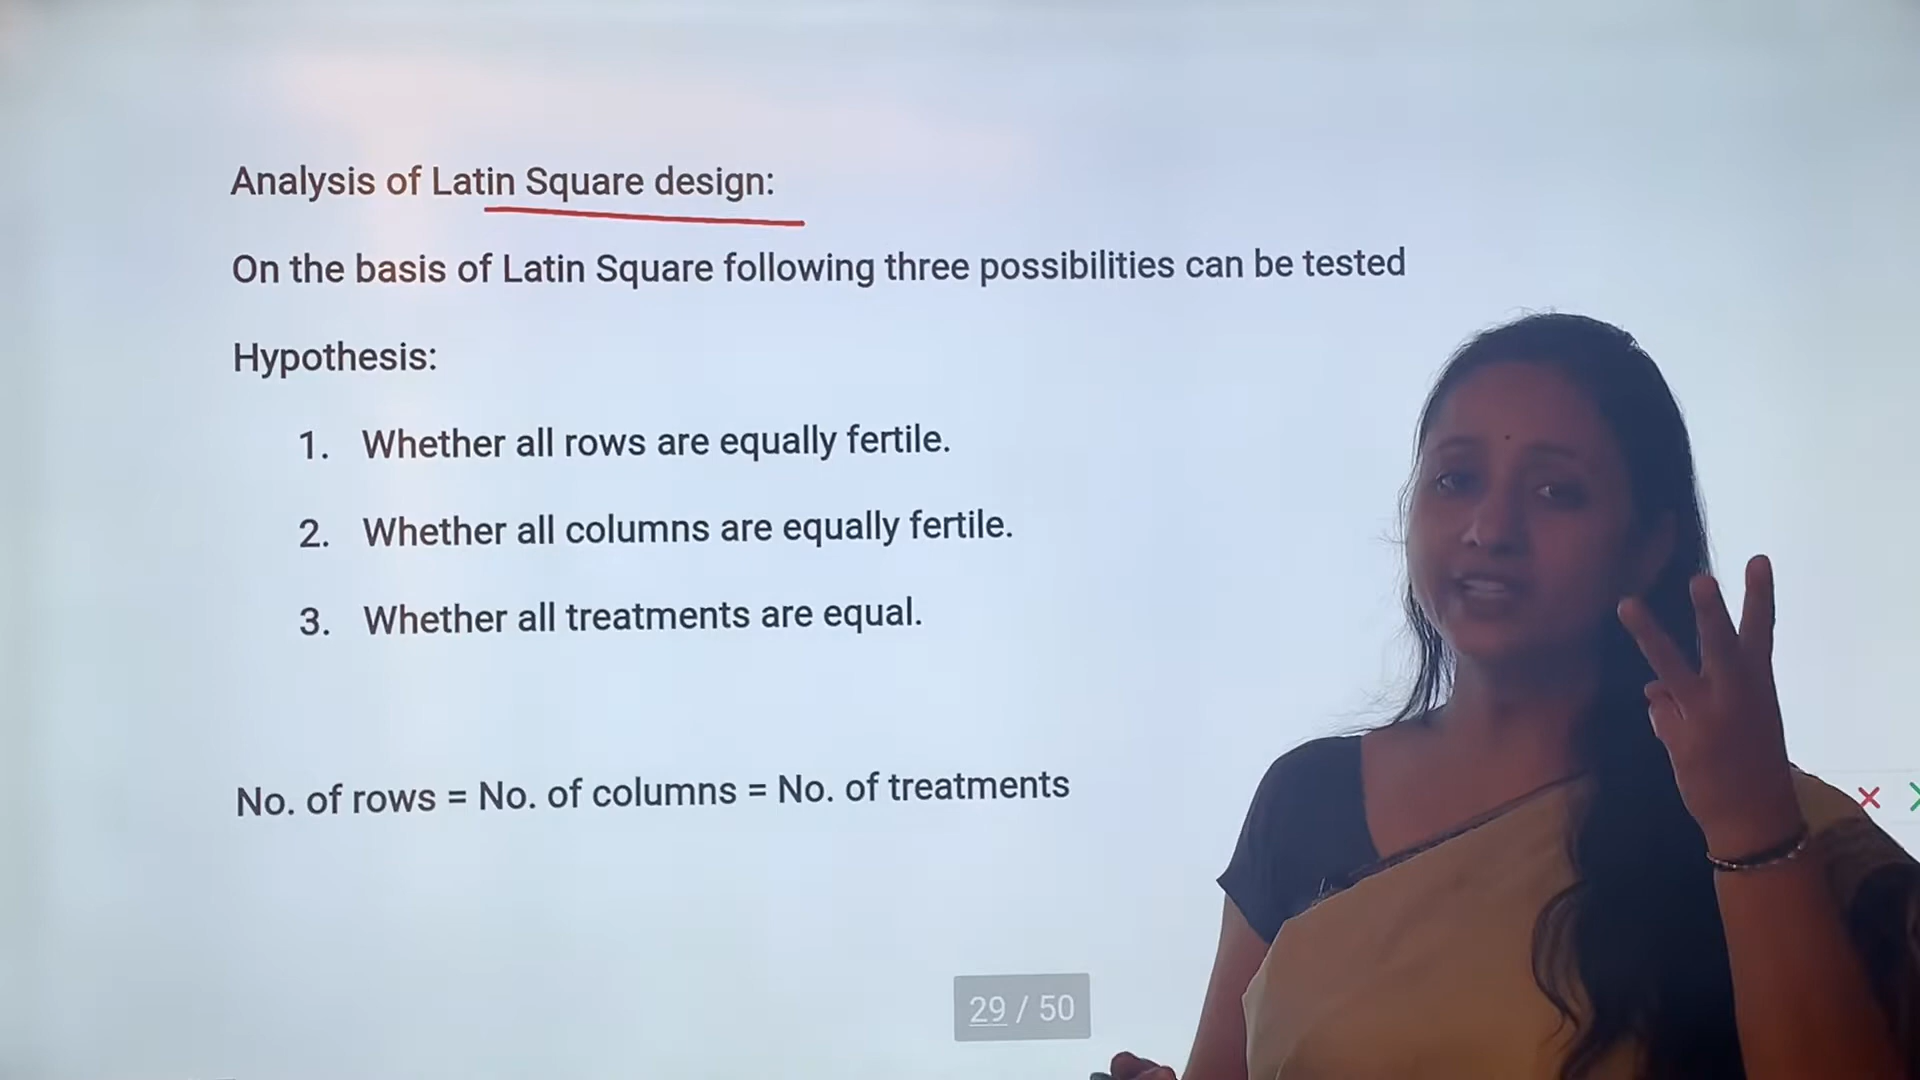 Analysis of Latin Square design:
On the basis of Latin Square following three possibilities can be tested
Hypothesis:
1. Whether all rows are equally fertile.
2. Whether all columns are equally fertile.
3. Whether all treatments are equal.
No. of rows = No. of columns = No. of treatments
29 / 50